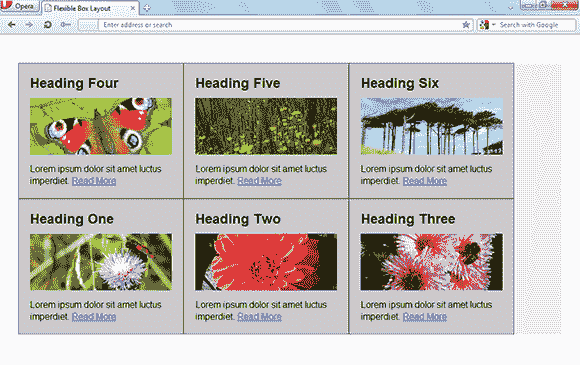 Opera
Flexible Box Layout
Enter address or search
Search with Google
Heading Four
Heading Five
Heading Six
Lorem ipsum dolor sit amet luctus
imperdiet. Read More
Lorem ipsum dolor sit amet luctus
imperdiet. Read More
Lorem ipsum dolor sit amet luctus
imperdiet. Read More
Heading One
Heading Two
Heading Three
Lorem ipsum dolor sit amet luctus
imperdiet. Read More
Lorem ipsum dolor sit amet luctus
imperdiet. Read More
Lorem ipsum dolor sit amet luctus
imperdiet. Read More